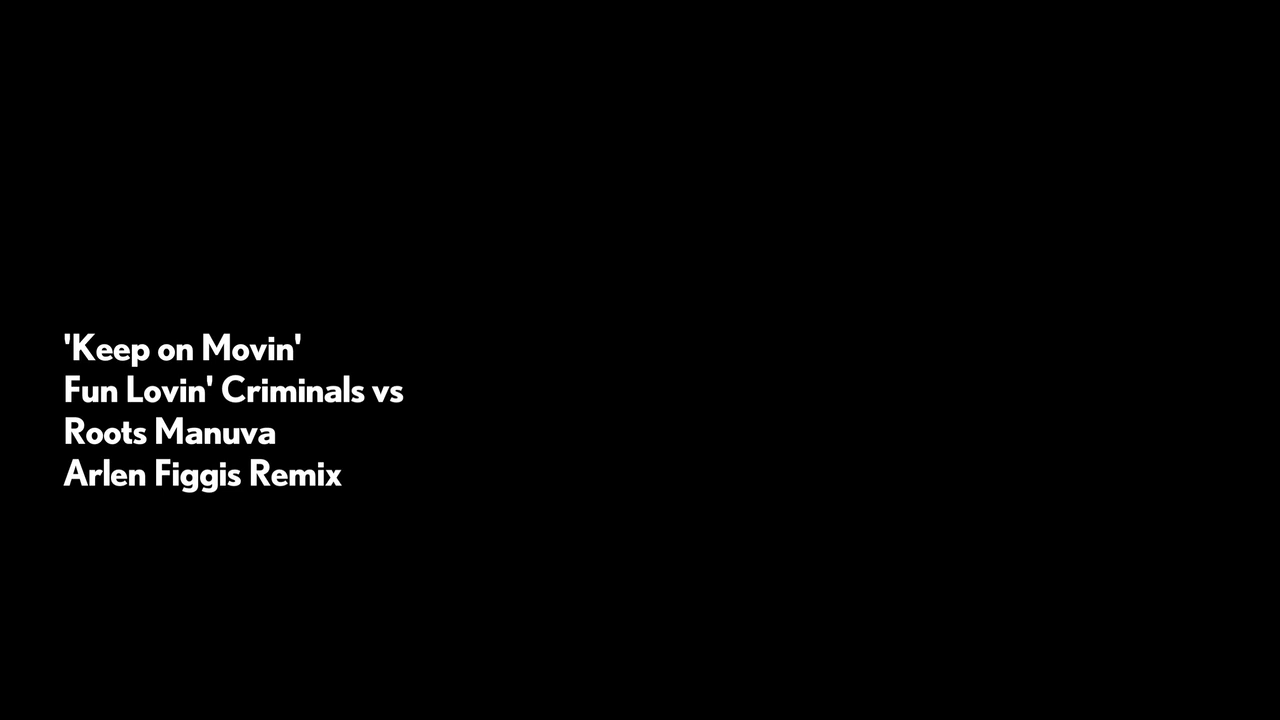 'Keep on Movin'
Fun Lovin' Criminals vs
Roots Manuva
Arlen Figgis Remix